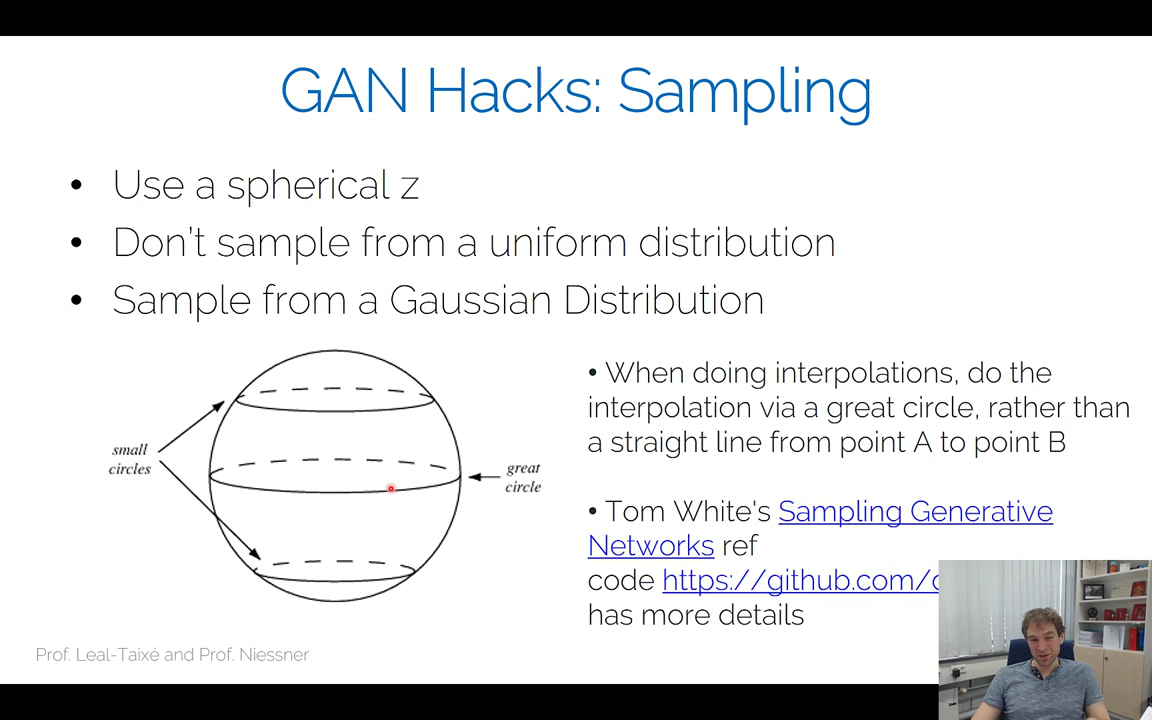 GAN Hacks: Sampling
• Use a spherical z
• Don't sample from a uniform distribution
• Sample from a Gaussian Distribution
small
circles
great
circle
• When doing interpolations, do the
interpolation via a great circle, rather than
a straight line from point A to point B
• Tom White's Sampling Generative
Networks ref
code https://github.com/
has more details
Prof. Leal-Taixé and Prof. Niessner